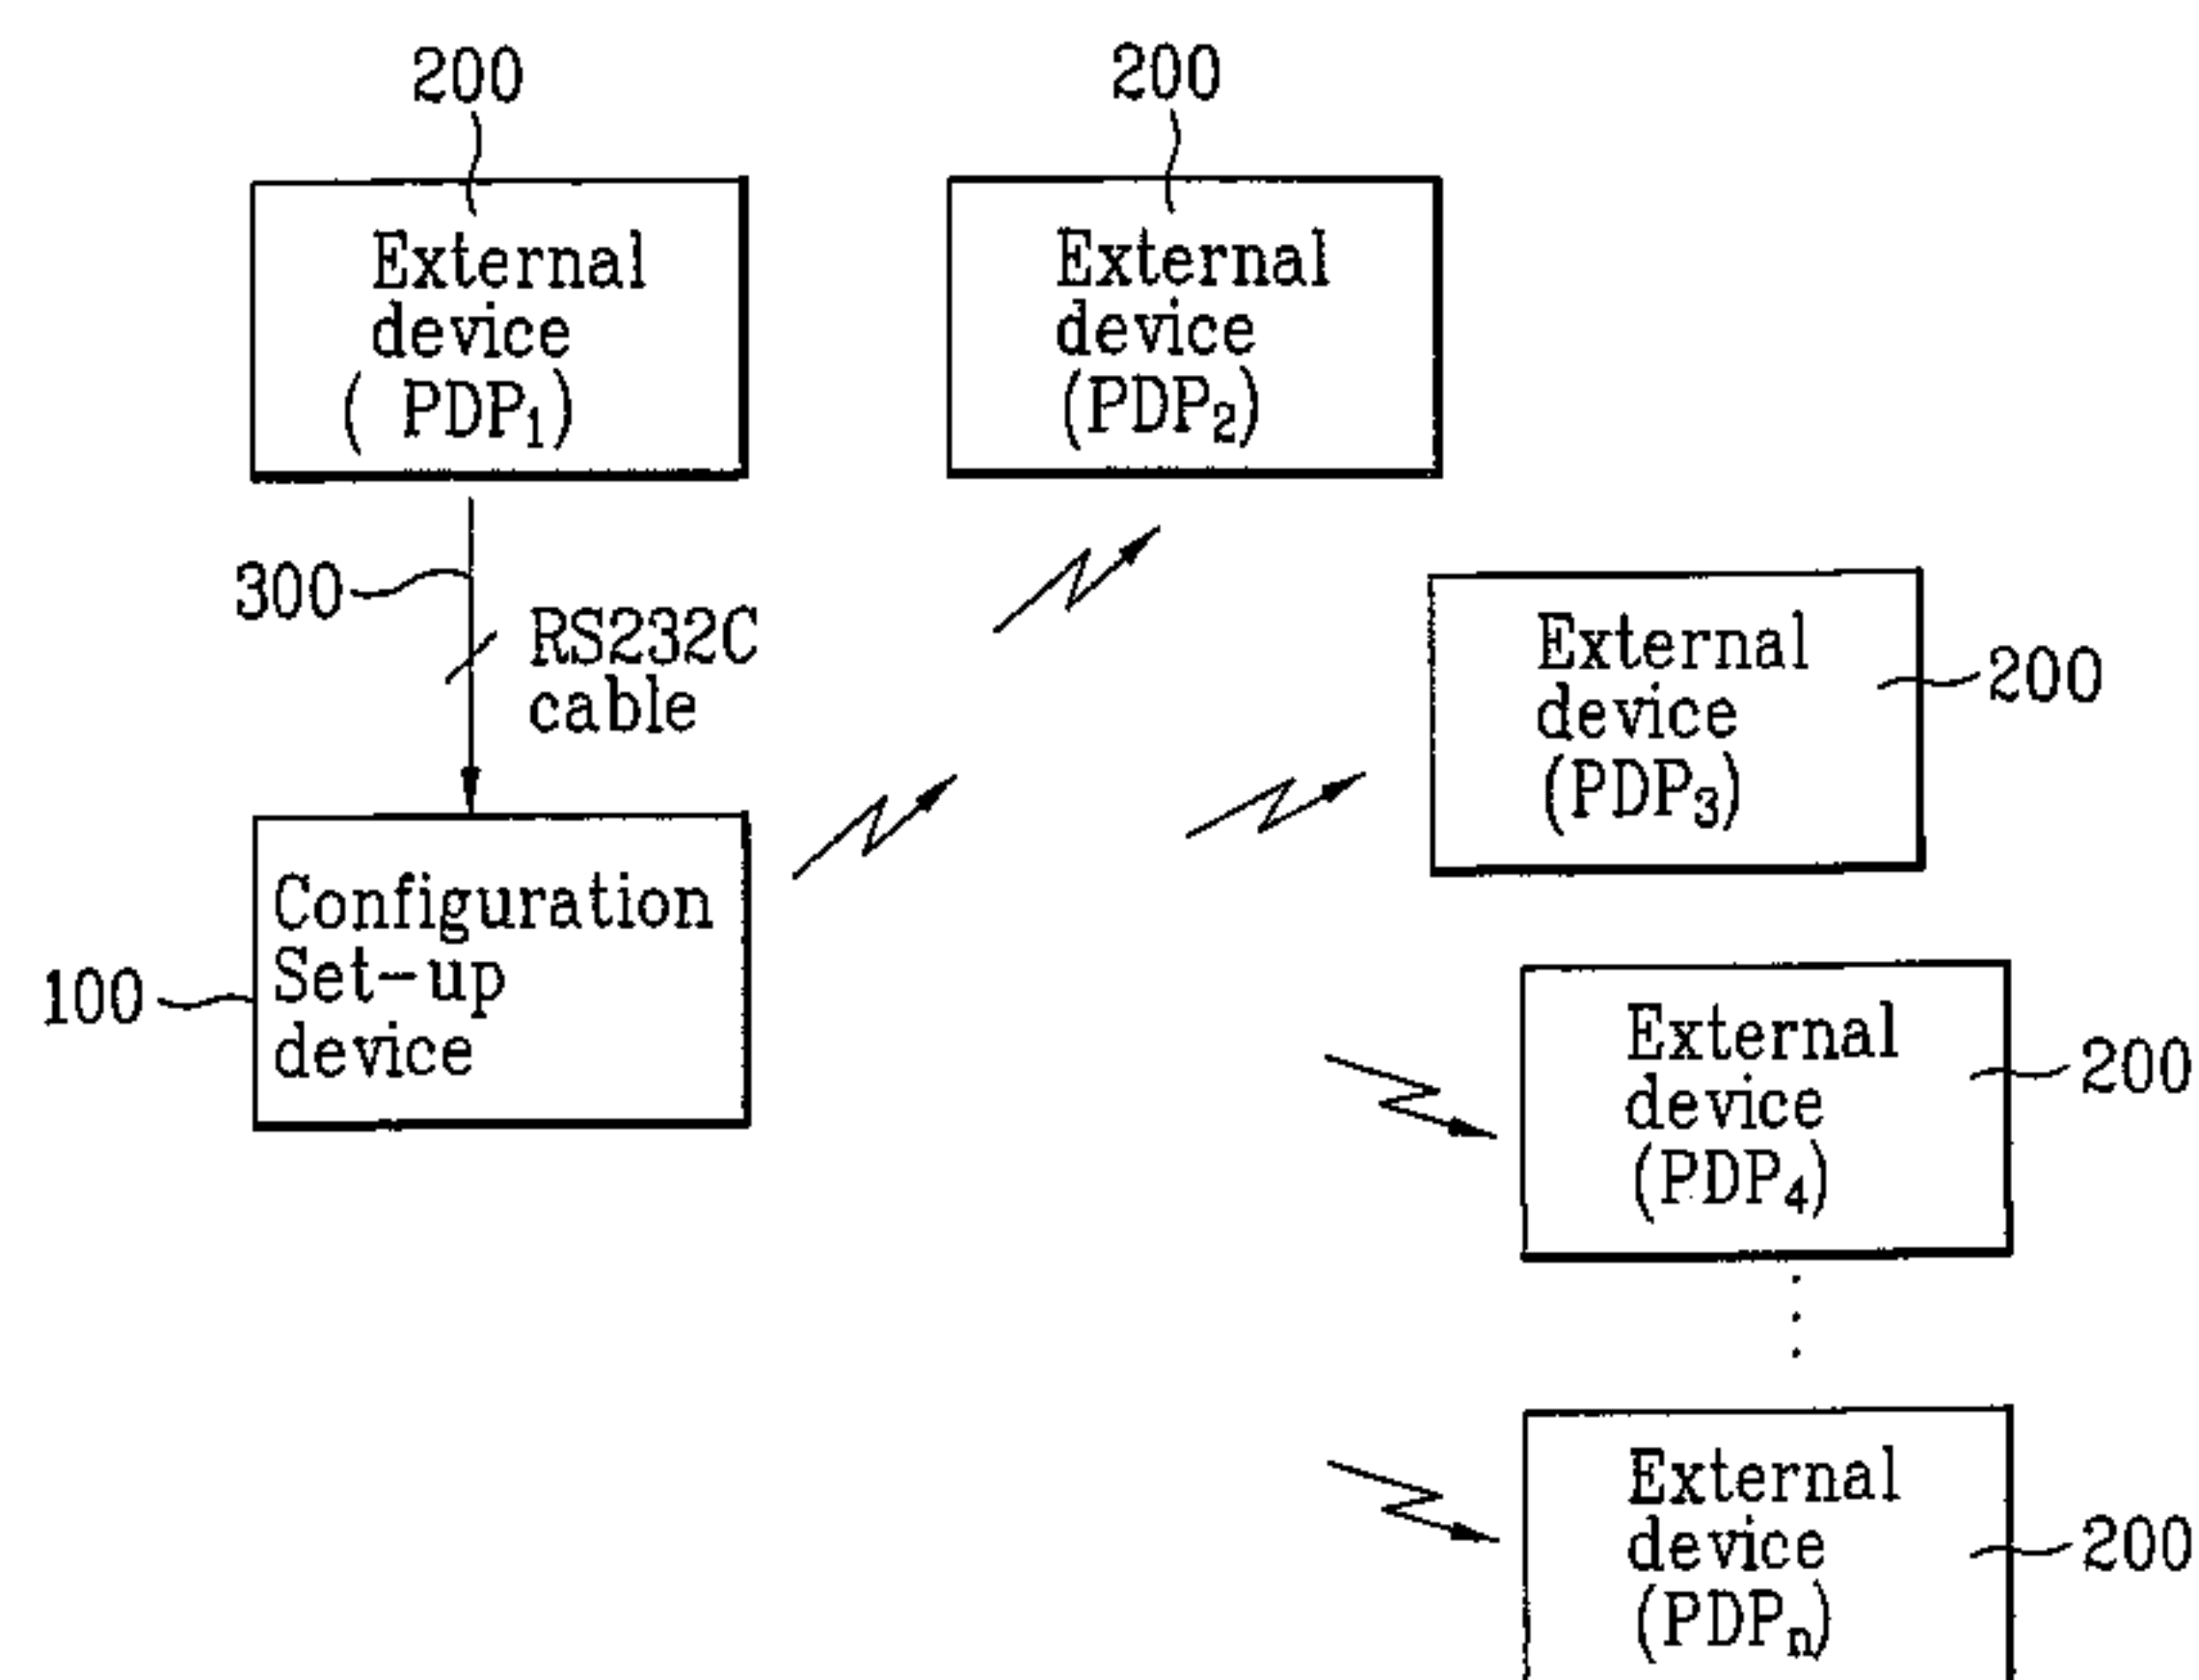 200
200
External
device
( PDP₁)
External
device
(PDP₂)
300
RS232C
cable
External
device
(PDP₃)
200
Configuration
Set-up
device
100
External
device
(PDP₄)
200
External
device
(PDPₙ)
200